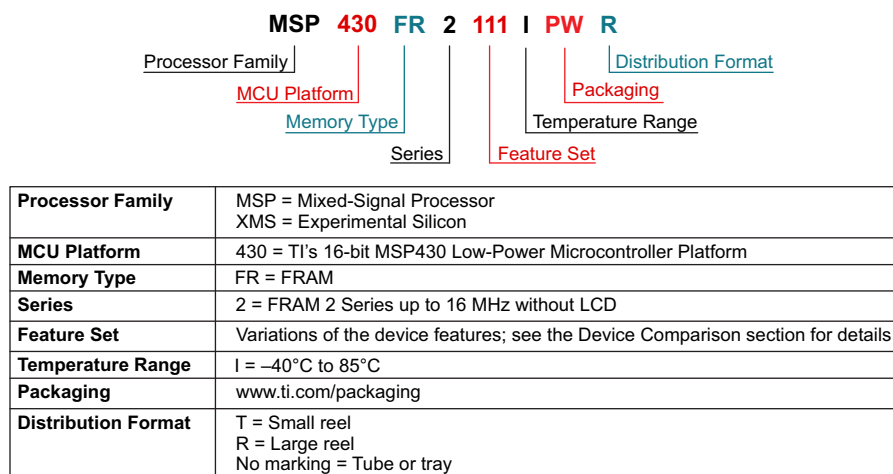 MSP 430 FR 2 111 I PW R
Processor Family
Distribution Format
MCU Platform
Packaging
Memory Type
Temperature Range
Series
Feature Set
Processor Family MSP = Mixed-Signal Processor
XMS = Experimental Silicon
MCU Platform 430 = TI's 16-bit MSP430 Low-Power Microcontroller Platform
Memory Type FR = FRAM
Series 2 = FRAM 2 Series up to 16 MHz without LCD
Feature Set Variations of the device features; see the Device Comparison section for details
Temperature Range I = –40°C to 85°C
Packaging www.ti.com/packaging
Distribution Format T = Small reel
R = Large reel
No marking = Tube or tray